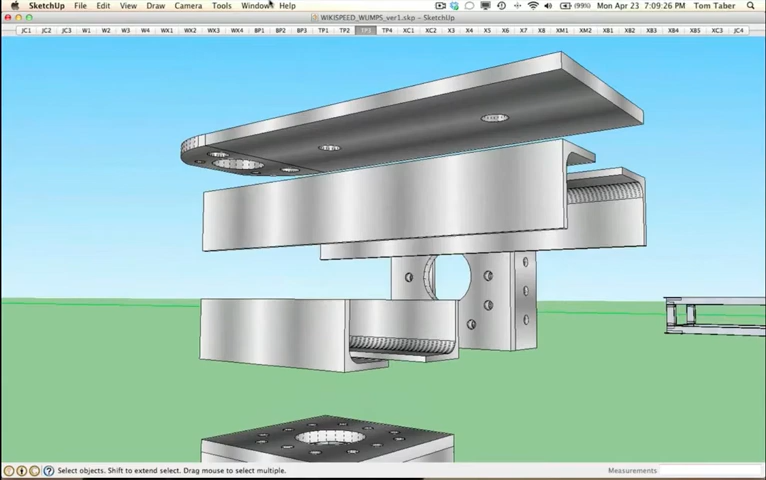 SketchUp File Edit View Draw Camera Tools Window Help (99%) Mon Apr 23 7:09:26 PM Tom Taber
WIKISPEED_WUMPS_ver1.skp – SketchUp
JC1 JC2 JC3 W1 W2 W3 W4 WX1 WX2 WX3 WX4 BP1 BP2 BP3 TP1 TP2 TP3 TP4 XC1 XC2 X3 X4 X5 X6 X7 X8 XM1 XM2 XC3 XB1 XB2 XB3 XB4 XB5 XC3 JC4
Select objects. Shift to extend select. Drag mouse to select multiple. Measurements